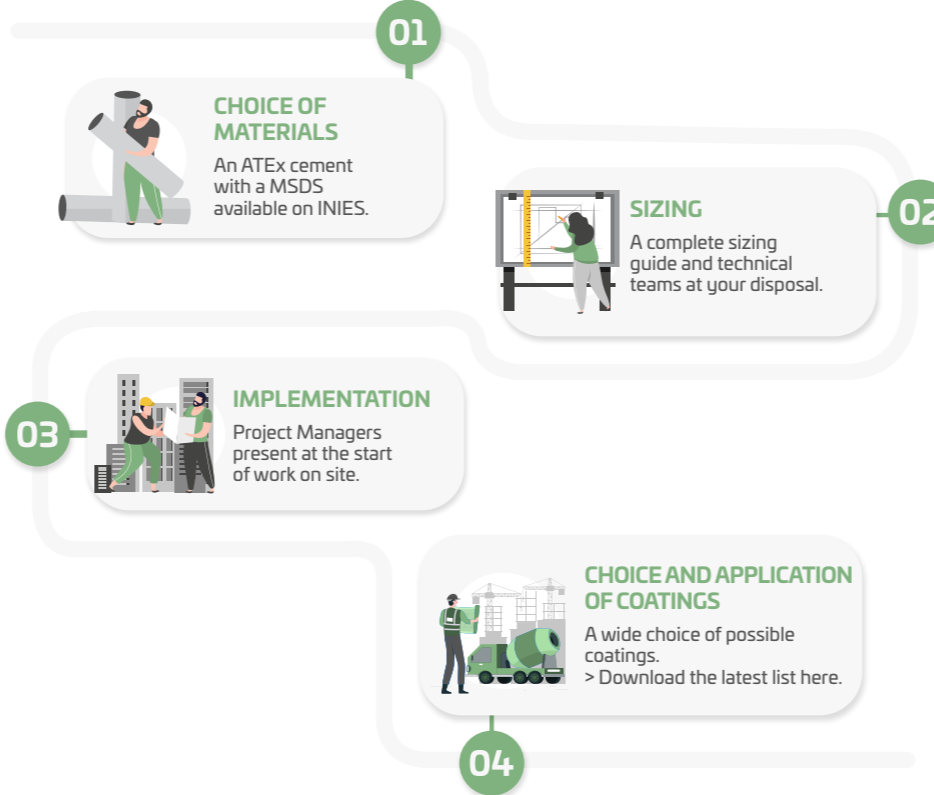 01
CHOICE OF
MATERIALS
An ATEx cement
with a MSDS
available on INIES.
02
SIZING
A complete sizing
guide and technical
teams at your disposal.
03
IMPLEMENTATION
Project Managers
present at the start
of work on site.
CHOICE AND APPLICATION
OF COATINGS
A wide choice of possible
coatings.
> Download the latest list here.
04